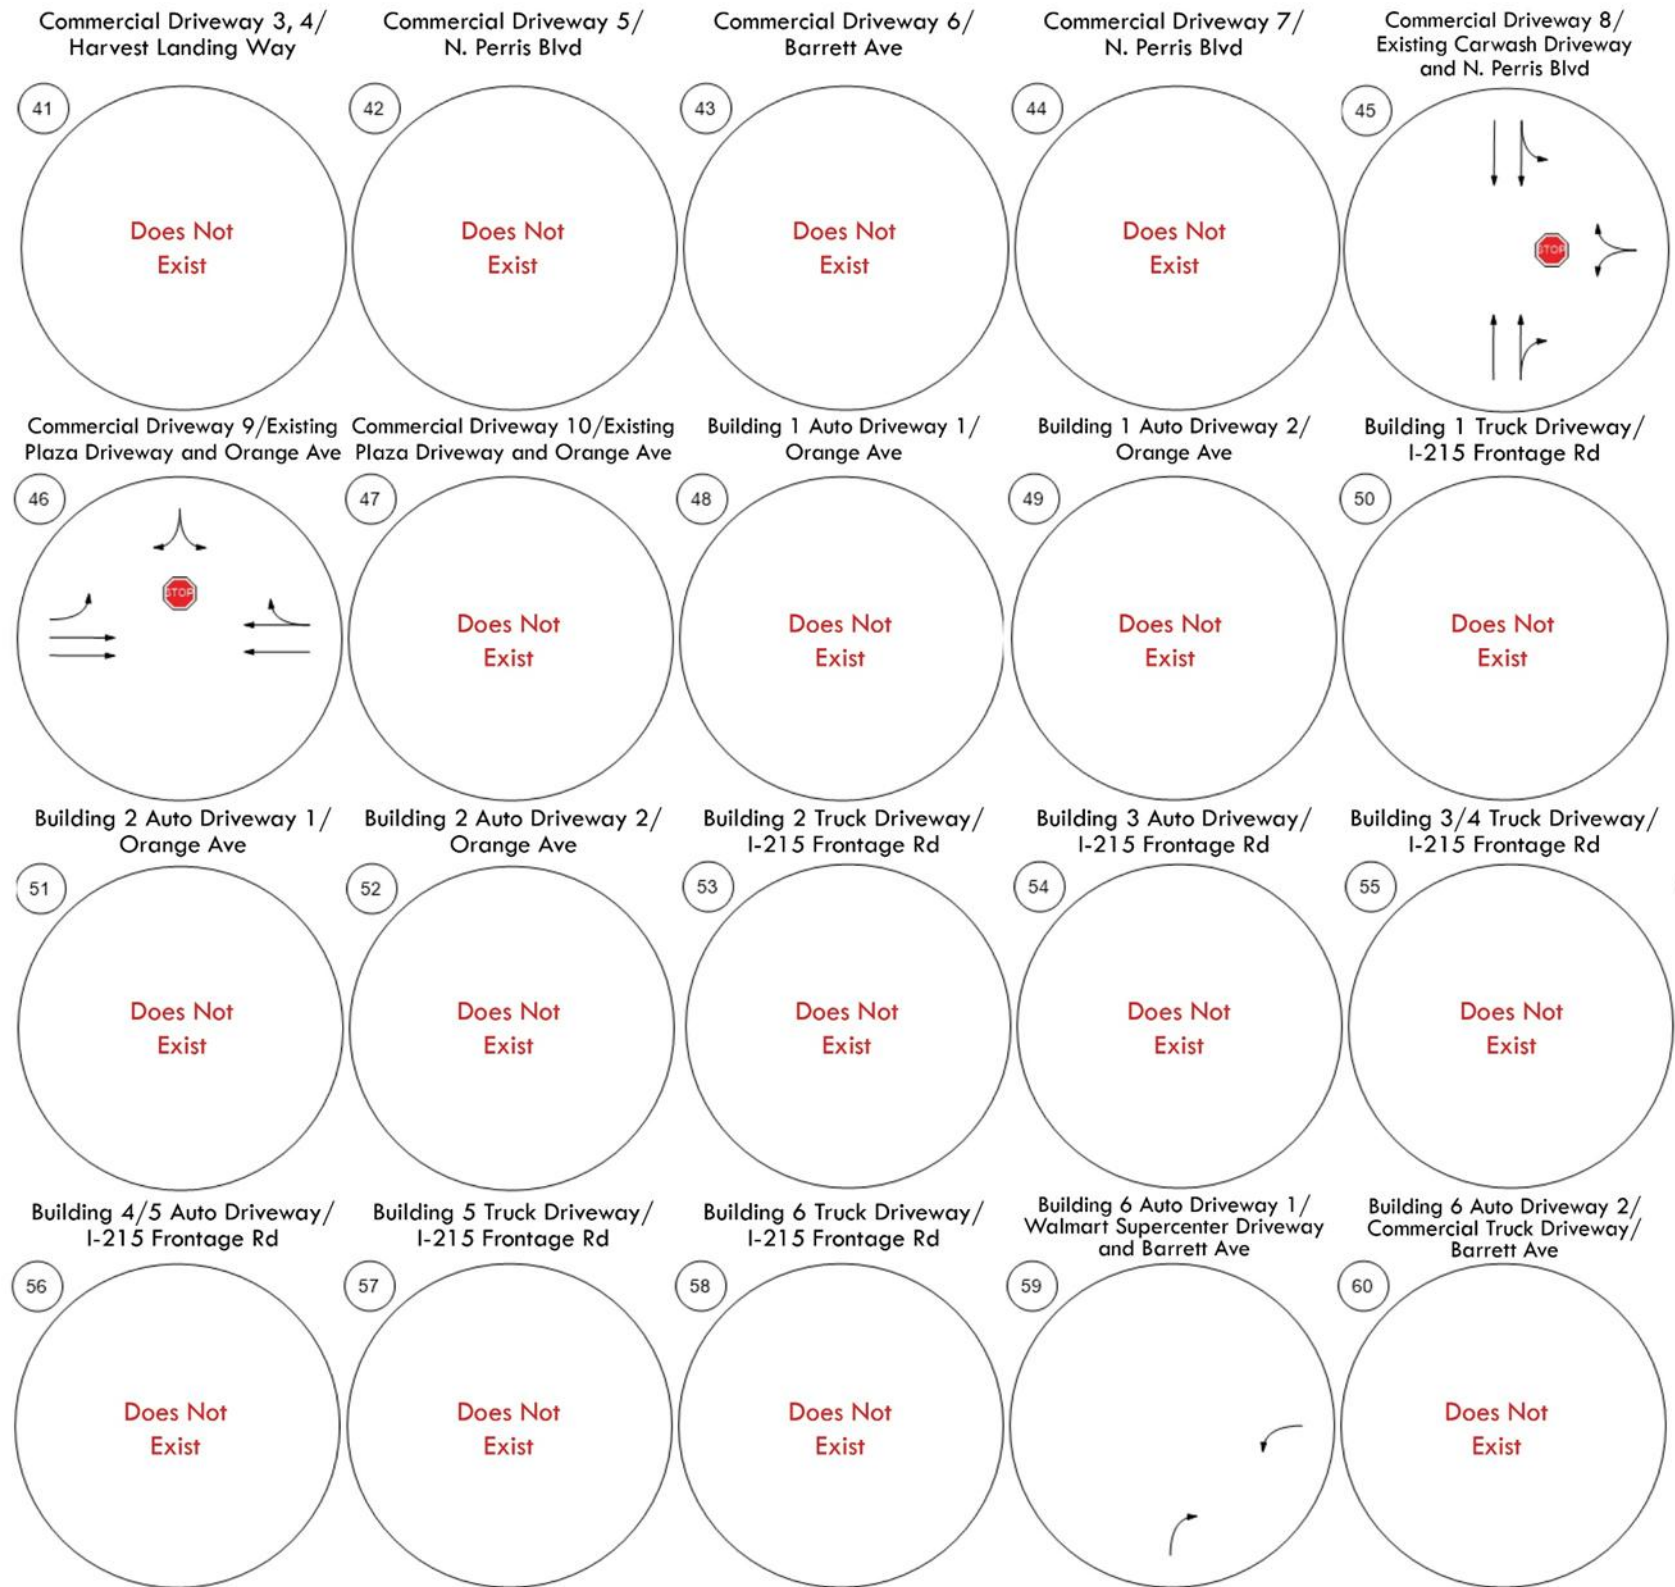 Commercial Driveway 3, 4/
Harvest Landing Way
Commercial Driveway 5/
N. Perris Blvd
Commercial Driveway 6/
Barrett Ave
Commercial Driveway 7/
N. Perris Blvd
Commercial Driveway 8/
Existing Carwash Driveway
and N. Perris Blvd
41
Does Not
Exist
42
Does Not
Exist
43
Does Not
Exist
44
Does Not
Exist
45
STOP
Commercial Driveway 9/Existing
Plaza Driveway and Orange Ave
Commercial Driveway 10/Existing
Plaza Driveway and Orange Ave
Building 1 Auto Driveway 1/
Orange Ave
Building 1 Auto Driveway 2/
Orange Ave
Building 1 Truck Driveway/
I-215 Frontage Rd
46
STOP
47
Does Not
Exist
48
Does Not
Exist
49
Does Not
Exist
50
Does Not
Exist
Building 2 Auto Driveway 1/
Orange Ave
Building 2 Auto Driveway 2/
Orange Ave
Building 2 Truck Driveway/
I-215 Frontage Rd
Building 3 Auto Driveway/
I-215 Frontage Rd
Building 3/4 Truck Driveway/
I-215 Frontage Rd
51
Does Not
Exist
52
Does Not
Exist
53
Does Not
Exist
54
Does Not
Exist
55
Does Not
Exist
Building 4/5 Auto Driveway/
I-215 Frontage Rd
Building 5 Truck Driveway/
I-215 Frontage Rd
Building 6 Truck Driveway/
I-215 Frontage Rd
Building 6 Auto Driveway 1/
Walmart Supercenter Driveway
and Barrett Ave
Building 6 Auto Driveway 2/
Commercial Truck Driveway/
Barrett Ave
56
Does Not
Exist
57
Does Not
Exist
58
Does Not
Exist
59
60
Does Not
Exist